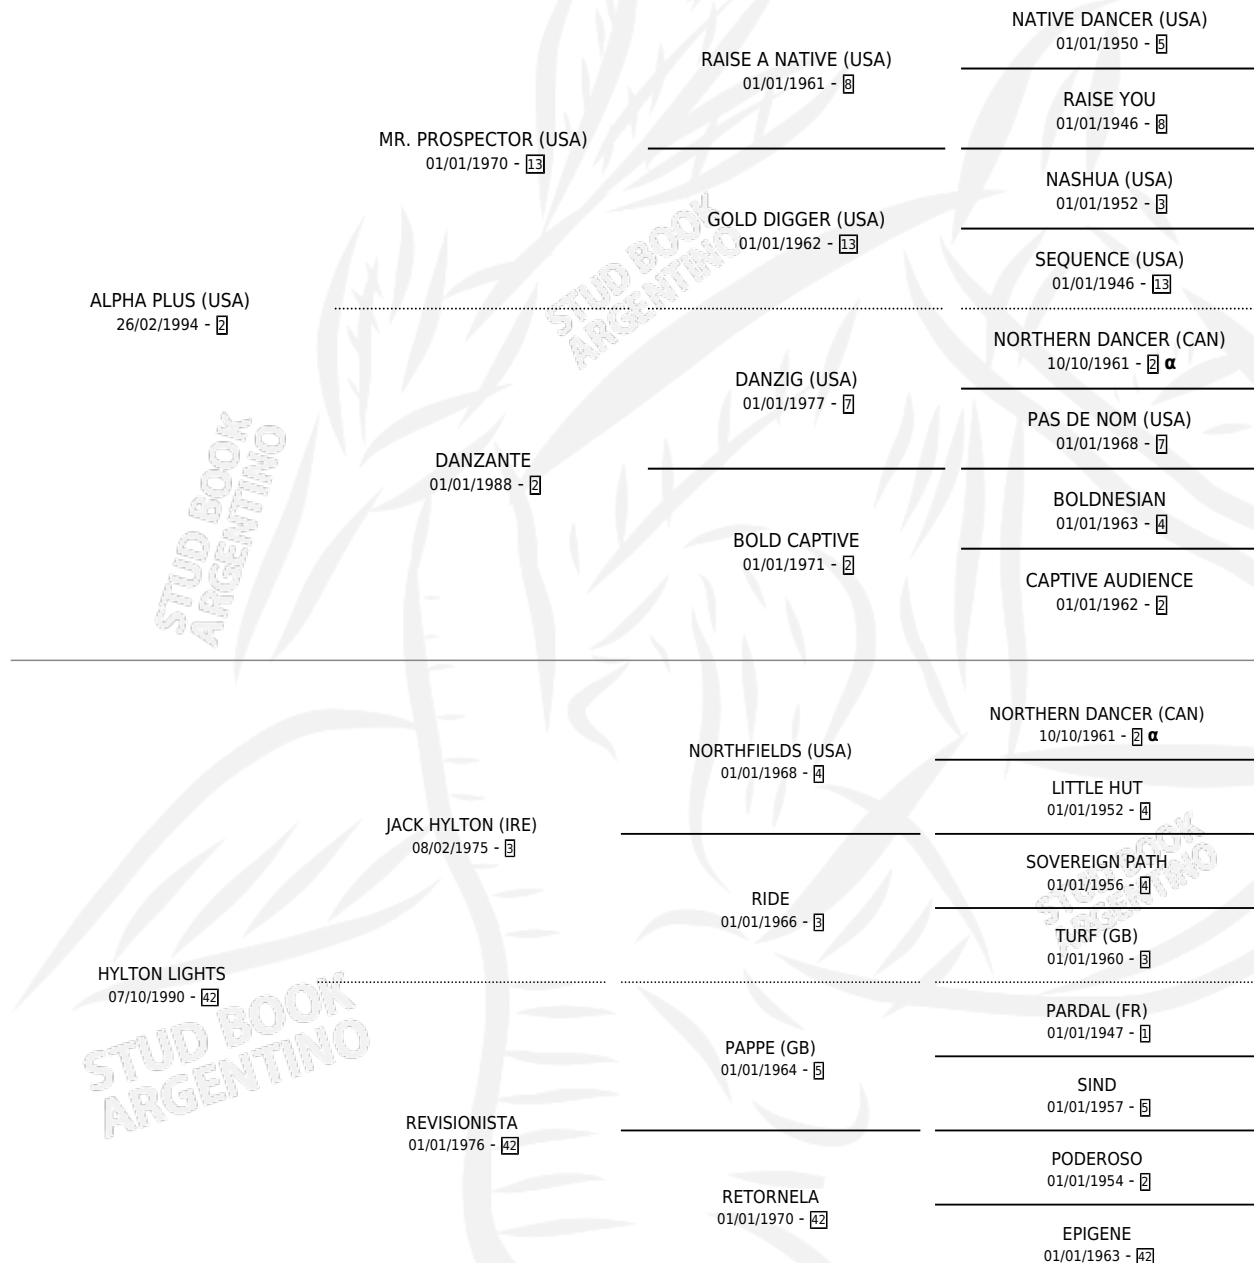 NATIVE DANCER (USA)
01/01/1950 - 5
RAISE A NATIVE (USA)
01/01/1961 - 8
RAISE YOU
01/01/1946 - 8
MR. PROSPECTOR (USA)
01/01/1970 - 13
NASHUA (USA)
01/01/1952 - 3
GOLD DIGGER (USA)
01/01/1962 - 13
SEQUENCE (USA)
01/01/1946 - 13
STUD BOOK
ARGENTINO
ALPHA PLUS (USA)
26/02/1994 - 2
NORTHERN DANCER (CAN)
10/10/1961 - 2 α
DANZIG (USA)
01/01/1977 - 7
PAS DE NOM (USA)
01/01/1968 - 7
DANZANTE
01/01/1988 - 2
BOLDNESIAN
01/01/1963 - 4
BOLD CAPTIVE
01/01/1971 - 2
CAPTIVE AUDIENCE
01/01/1962 - 2
STUD BOOK
ARGENTINO
NORTHERN DANCER (CAN)
10/10/1961 - 2 α
NORTHFIELDS (USA)
01/01/1968 - 4
LITTLE HUT
01/01/1952 - 4
JACK HYLTON (IRE)
08/02/1975 - 3
SOVEREIGN PATH
01/01/1956 - 4
RIDE
01/01/1966 - 3
TURF (GB)
01/01/1960 - 3
STUD BOOK
ARGENTINO
HYLTON LIGHTS
07/10/1990 - 42
PARDAL (FR)
01/01/1947 - 1
PAPPE (GB)
01/01/1964 - 5
SIND
01/01/1957 - 5
STUD BOOK
ARGENTINO
REVISIONISTA
01/01/1976 - 42
PODEROSO
01/01/1954 - 2
RETORNELA
01/01/1970 - 42
EPIGENE
01/01/1963 - 42